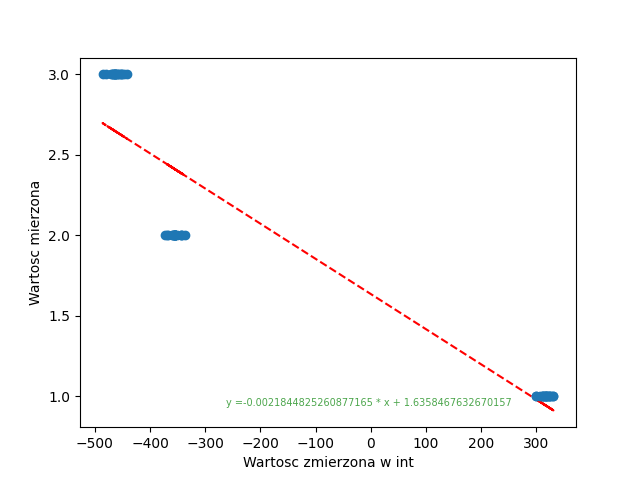 3.0
2.5
2.0
1.5
1.0
Wartosc mierzona
y =-0.0021844825260877165 * x + 1.6358467632670157
−500 −400 −300 −200 −100 0 100 200 300
Wartosc zmierzona w int